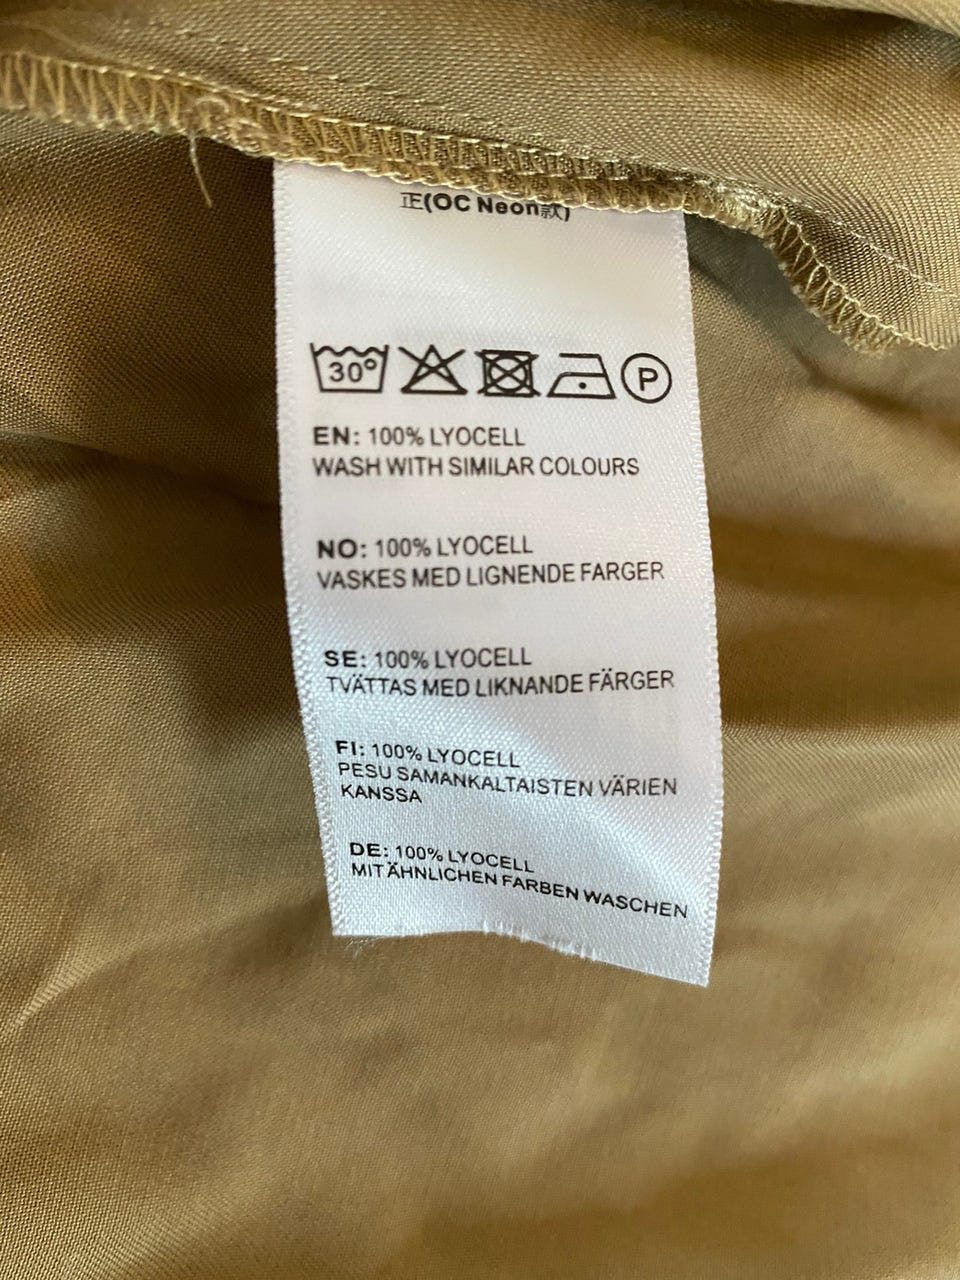 正(OC Neon款)
30°
P
EN: 100% LYOCELL
WASH WITH SIMILAR COLOURS
NO: 100% LYOCELL
VASKES MED LIGNENDE FARGER
SE: 100% LYOCELL
TVÄTTAS MED LIKNANDE FÄRGER
FI: 100% LYOCELL
PESU SAMANKALTAISTEN VÄRIEN
KANSSA
DE: 100% LYOCELL
MIT ÄHNLICHEN FARBEN WASCHEN